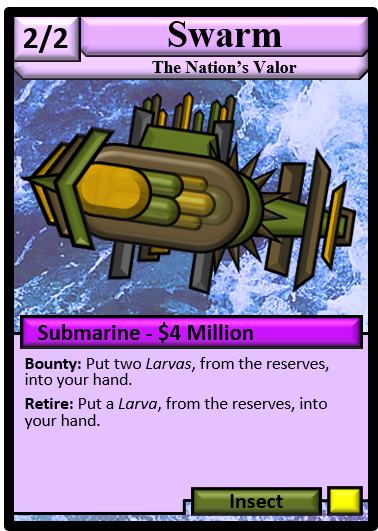 2/2
Swarm
The Nation's Valor
Submarine - $4 Million
Bounty: Put two Larvas, from the reserves,
into your hand.
Retire: Put a Larva, from the reserves, into
your hand.
Insect